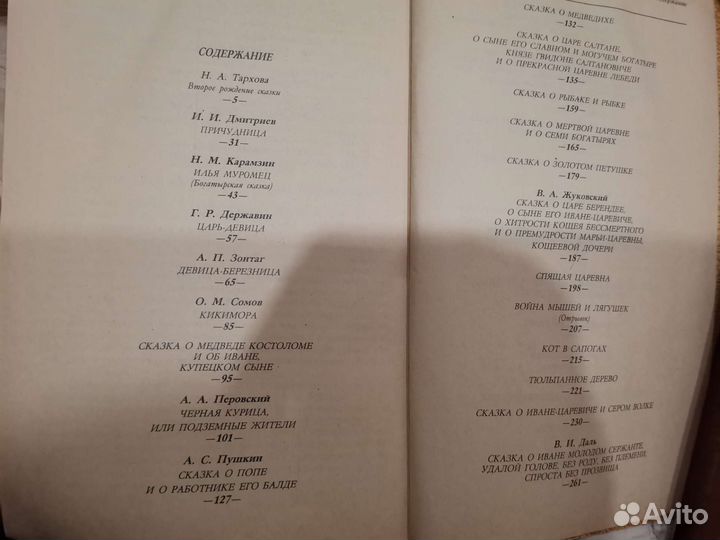 СОДЕРЖАНИЕ
Н. А. Тархова
Второе рождение сказки
—5—
И. И. Дмитриев
ПРИЧУДНИЦА
—31—
Н. М. Карамзин
ИЛЬЯ МУРОМЕЦ
(Богатырская сказка)
—43—
Г. Р. Державин
ЦАРЬ-ДЕВИЦА
—57—
А. П. Зонтаг
ДЕВИЦА-БЕРЕЗНИЦА
—65—
О. М. Сомов
КИКИМОРА
—85—
СКАЗКА О МЕДВЕДЕ КОСТОЛОМЕ
И ОБ ИВАНЕ,
КУПЕЦКОМ СЫНЕ
—95—
А. А. Перовский
ЧЕРНАЯ КУРИЦА,
ИЛИ ПОДЗЕМНЫЕ ЖИТЕЛИ
—101—
А. С. Пушкин
СКАЗКА О ПОПЕ
И О РАБОТНИКЕ ЕГО БАЛДЕ
—127—
Содержание
СКАЗКА О МЕДВЕДИХЕ
—132—
СКАЗКА О ЦАРЕ САЛТАНЕ,
О СЫНЕ ЕГО СЛАВНОМ И МОГУЧЕМ БОГАТЫРЕ
КНЯЗЕ ГВИДОНЕ САЛТАНОВИЧЕ
И О ПРЕКРАСНОЙ ЦАРЕВНЕ ЛЕБЕДИ
—135—
СКАЗКА О РЫБАКЕ И РЫБКЕ
—159—
СКАЗКА О МЕРТВОЙ ЦАРЕВНЕ
И О СЕМИ БОГАТЫРЯХ
—165—
СКАЗКА О ЗОЛОТОМ ПЕТУШКЕ
—179—
В. А. Жуковский
СКАЗКА О ЦАРЕ БЕРЕНДЕЕ,
О СЫНЕ ЕГО ИВАНЕ-ЦАРЕВИЧЕ,
О ХИТРОСТИ КОЩЕЯ БЕССМЕРТНОГО
И О ПРЕМУДРОСТИ МАРЬИ-ЦАРЕВНЫ,
КОЩЕЕВОЙ ДОЧЕРИ
—187—
СПЯЩАЯ ЦАРЕВНА
—198—
ВОЙНА МЫШЕЙ И ЛЯГУШЕК
(Отрывок)
—207—
КОТ В САПОГАХ
—215—
ТЮЛЬПАННОЕ ДЕРЕВО
—221—
СКАЗКА О ИВАНЕ-ЦАРЕВИЧЕ И СЕРОМ ВОЛКЕ
—230—
В. И. Даль
СКАЗКА О ИВАНЕ МОЛОДОМ СЕРЖАНТЕ,
УДАЛОЙ ГОЛОВЕ, БЕЗ РОДУ, БЕЗ ПЛЕМЕНИ,
СПРОСТА БЕЗ ПРОЗВИЩА
—261—
Avito